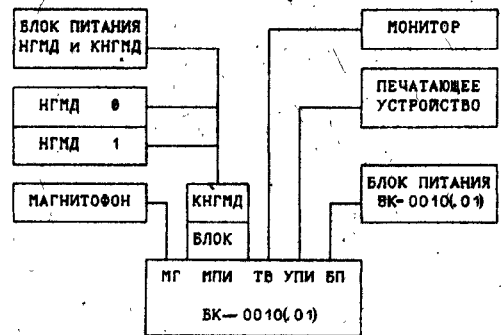 БЛОК ПИТАНИЯ
НГМД и КНГМД
НГМД 0
НГМД 1
МАГНИТОФОН
КНГМД
БЛОК
МОНИТОР
ПЕЧАТАЮЩЕЕ
УСТРОЙСТВО
БЛОК ПИТАНИЯ
БК-0010(.01)
МГ МПИ ТВ УПИ БП
БК-0010(.01)